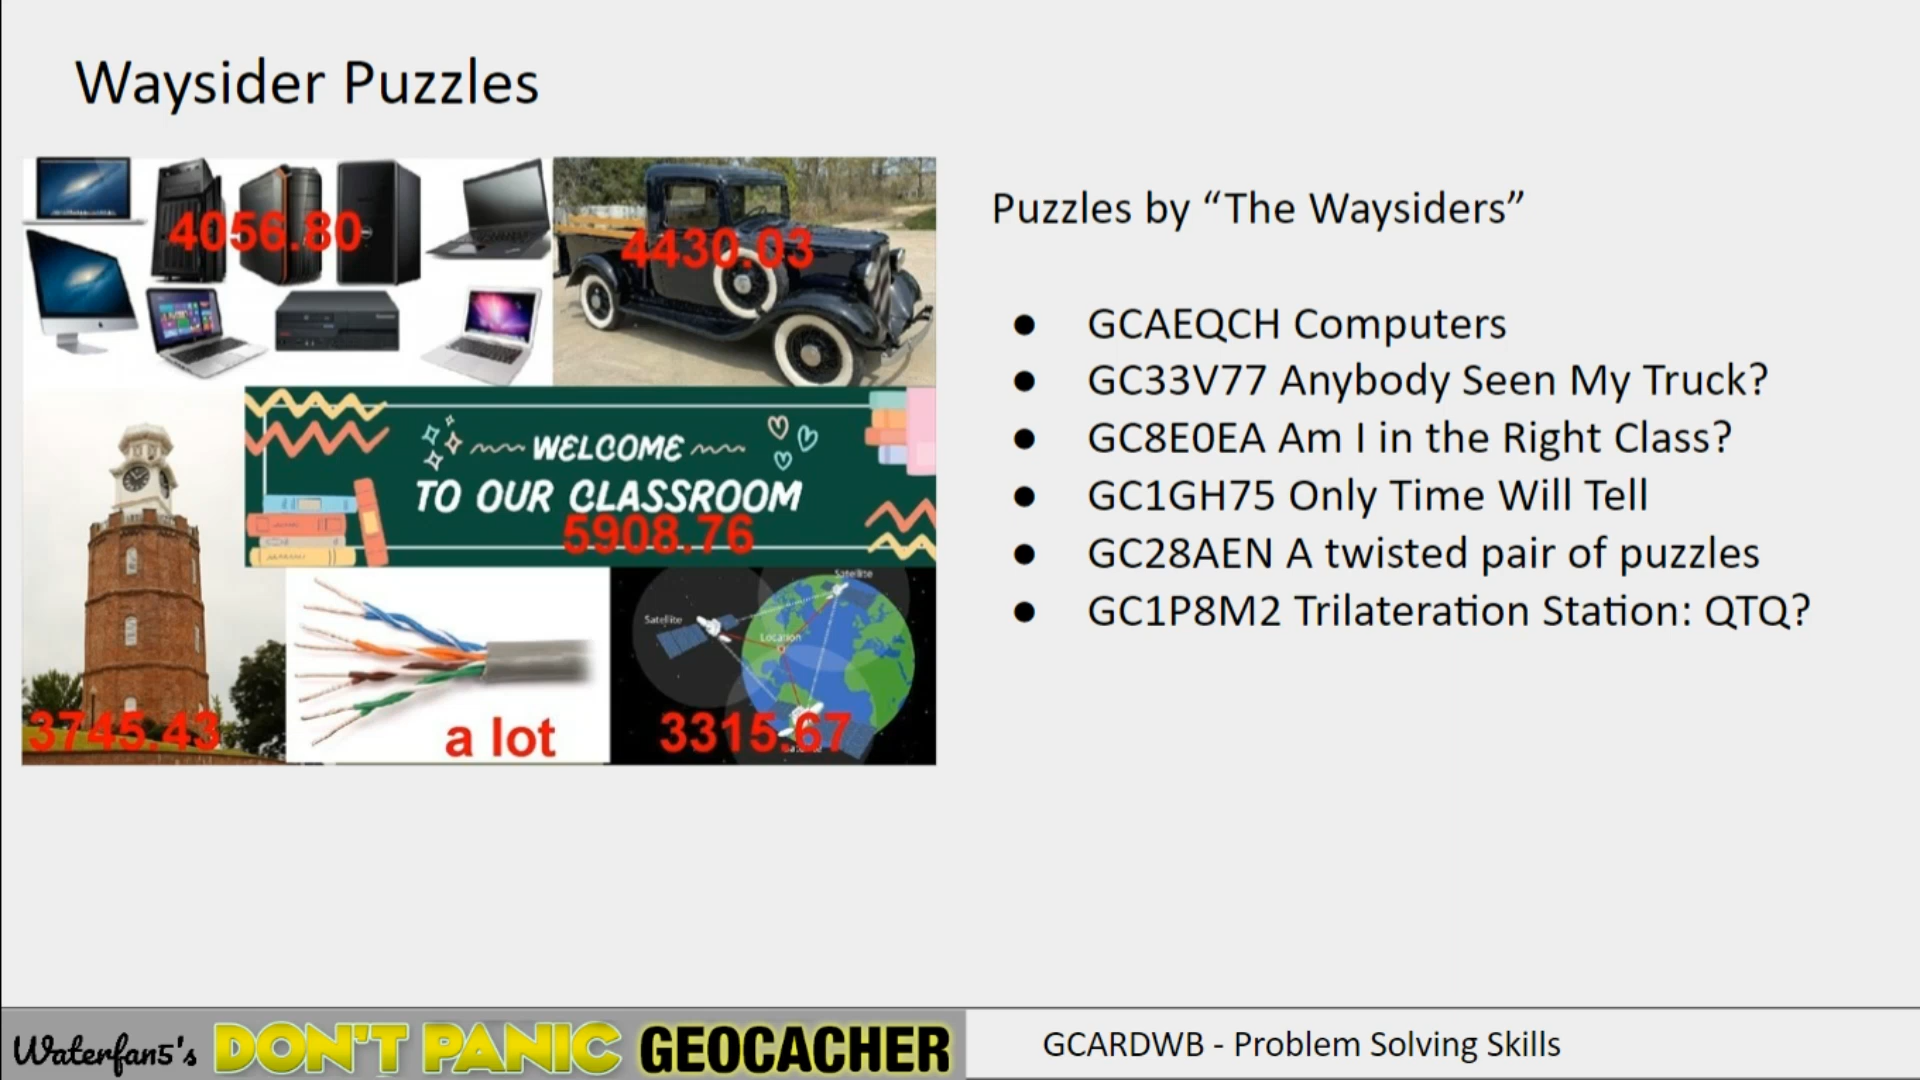 Waysider Puzzles
4056.80
4430.03
WELCOME
TO OUR CLASSROOM
5908.76
3745.43
a lot
Satellite
Satellite
Location
3315.67
Puzzles by “The Waysiders”
● GCAEQCH Computers
● GC33V77 Anybody Seen My Truck?
● GC8E0EA Am I in the Right Class?
● GC1GH75 Only Time Will Tell
● GC28AEN A twisted pair of puzzles
● GC1P8M2 Trilateration Station: QTQ?
Waterfan5's DON'T PANIC GEOCACHER
GCARDWB - Problem Solving Skills